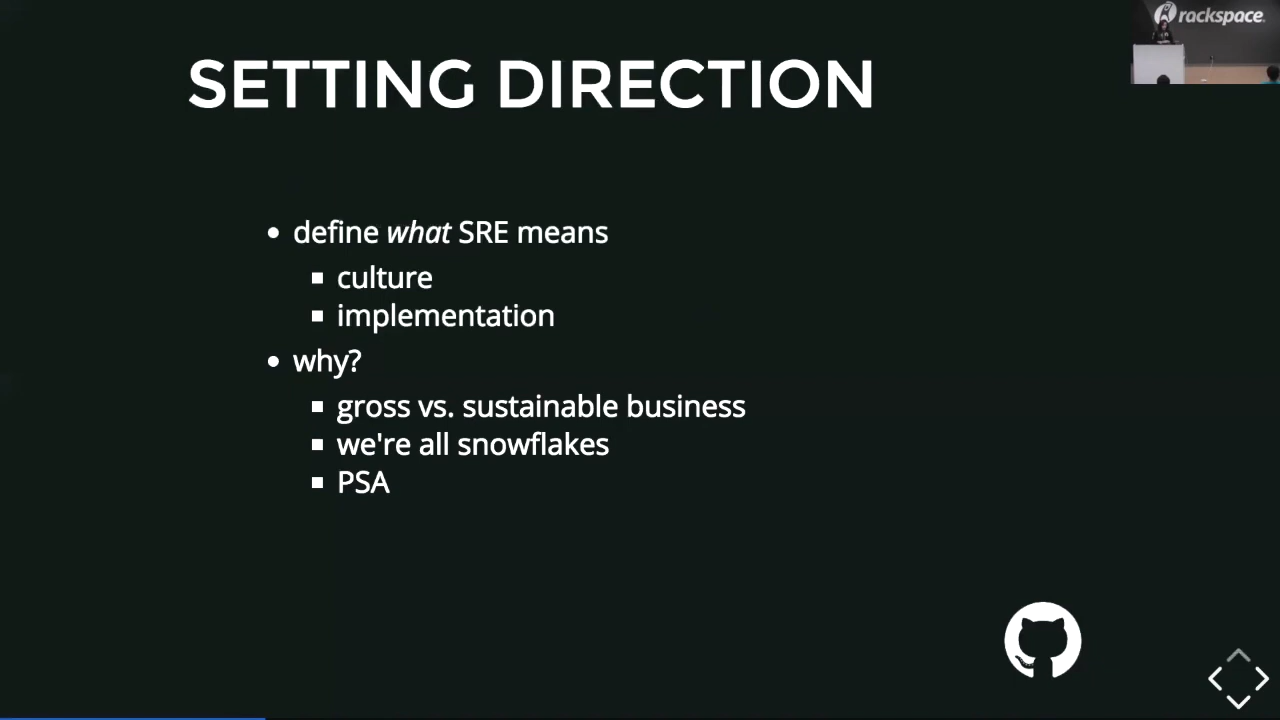 rackspace
SETTING DIRECTION
define what SRE means
culture
implementation
why?
gross vs. sustainable business
we're all snowflakes
PSA